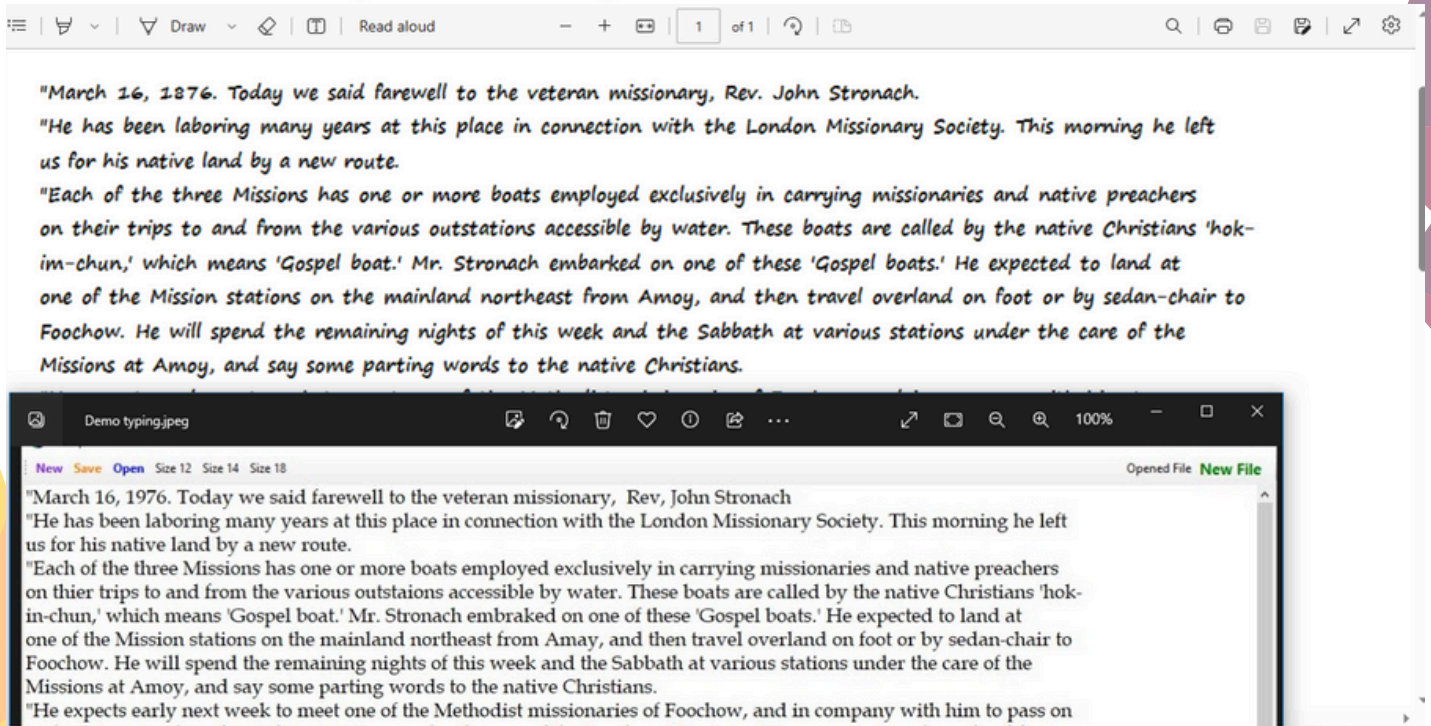 Draw Read aloud 1 of 1
"March 16, 1876. Today we said farewell to the veteran missionary, Rev. John Stronach.
"He has been laboring many years at this place in connection with the London Missionary Society. This morning he left
us for his native land by a new route.
"Each of the three Missions has one or more boats employed exclusively in carrying missionaries and native preachers
on their trips to and from the various outstations accessible by water. These boats are called by the native Christians 'hok-
im-chun,' which means 'Gospel boat.' Mr. Stronach embarked on one of these 'Gospel boats.' He expected to land at
one of the Mission stations on the mainland northeast from Amoy, and then travel overland on foot or by sedan-chair to
Foochow. He will spend the remaining nights of this week and the Sabbath at various stations under the care of the
Missions at Amoy, and say some parting words to the native Christians.
Demo typing.jpeg 100%
New Save Open Size 12 Size 14 Size 18 Opened File New File
"March 16, 1976. Today we said farewell to the veteran missionary,  Rev, John Stronach
"He has been laboring many years at this place in connection with the London Missionary Society. This morning he left
us for his native land by a new route.
"Each of the three Missions has one or more boats employed exclusively in carrying missionaries and native preachers
on thier trips to and from the various outstaions accessible by water. These boats are called by the native Christians 'hok-
in-chun,' which means 'Gospel boat.' Mr. Stronach embraked on one of these 'Gospel boats.' He expected to land at
one of the Mission stations on the mainland northeast from Amay, and then travel overland on foot or by sedan-chair to
Foochow. He will spend the remaining nights of this week and the Sabbath at various stations under the care of the
Missions at Amoy, and say some parting words to the native Christians.
"He expects early next week to meet one of the Methodist missionaries of Foochow, and in company with him to pass on